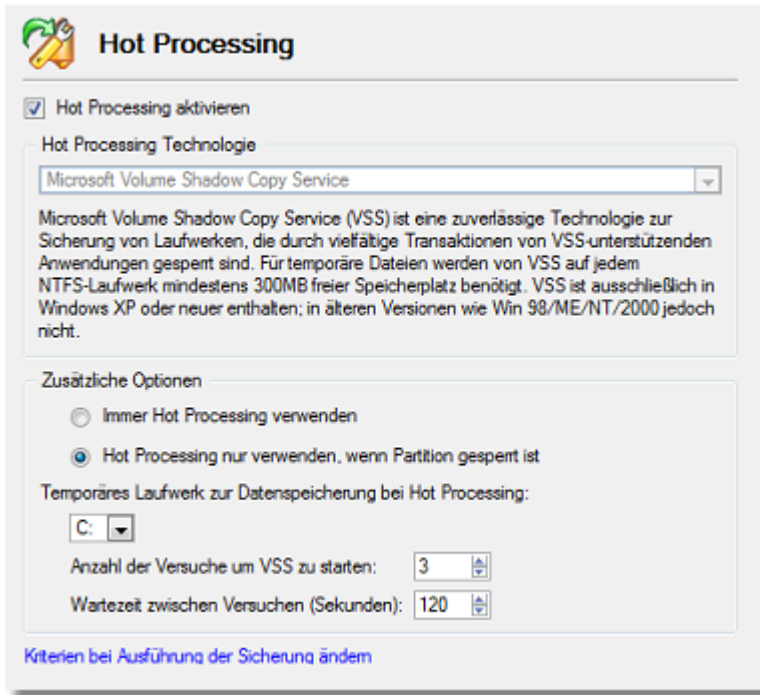 Hot Processing
Hot Processing aktivieren
Hot Processing Technologie
Microsoft Volume Shadow Copy Service
Microsoft Volume Shadow Copy Service (VSS) ist eine zuverlässige Technologie zur
Sicherung von Laufwerken, die durch vielfältige Transaktionen von VSS-unterstützenden
Anwendungen gesperrt sind. Für temporäre Dateien werden von VSS auf jedem
NTFS-Laufwerk mindestens 300MB freier Speicherplatz benötigt. VSS ist ausschließlich in
Windows XP oder neuer enthalten; in älteren Versionen wie Win 98/ME/NT/2000 jedoch
nicht.
Zusätzliche Optionen
Immer Hot Processing verwenden
Hot Processing nur verwenden, wenn Partition gesperrt ist
Temporäres Laufwerk zur Datenspeicherung bei Hot Processing:
C:
Anzahl der Versuche um VSS zu starten: 3
Wartezeit zwischen Versuchen (Sekunden): 120
Kriterien bei Ausführung der Sicherung ändern